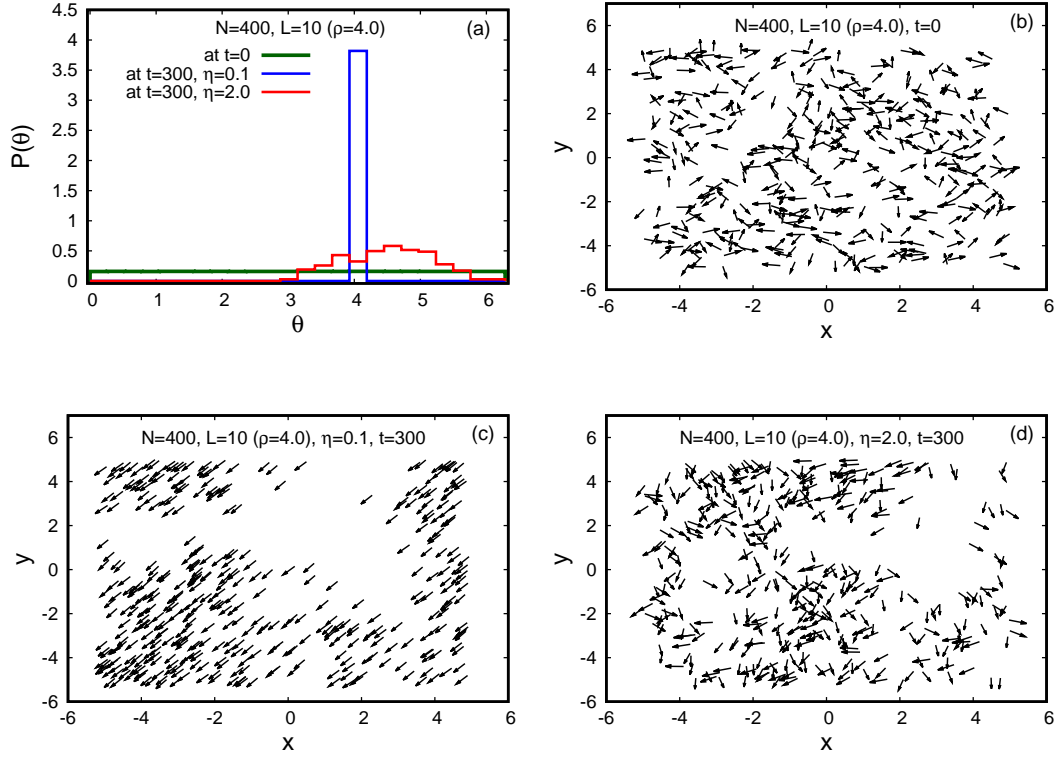 N=400, L=10 (ρ=4.0)
(a)
at t=0
at t=300, η=0.1
at t=300, η=2.0
4.5
4
3.5
3
2.5
2
1.5
1
0.5
0
P(θ)
0 1 2 3 4 5 6
θ
N=400, L=10 (ρ=4.0), t=0
(b)
6
4
2
0
-2
-4
-6
y
-6 -4 -2 0 2 4 6
x
N=400, L=10 (ρ=4.0), η=0.1, t=300
(c)
6
4
2
0
-2
-4
-6
y
-6 -4 -2 0 2 4 6
x
N=400, L=10 (ρ=4.0), η=2.0, t=300
(d)
6
4
2
0
-2
-4
-6
y
-6 -4 -2 0 2 4 6
x